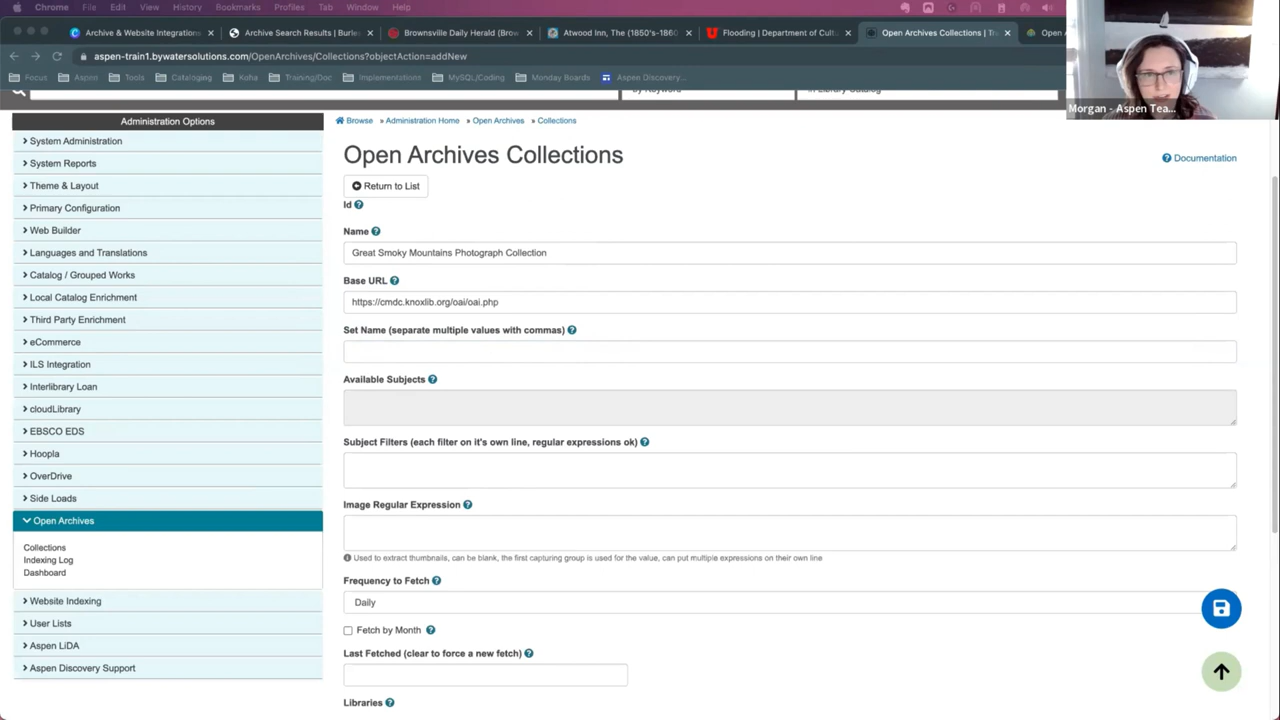 Chrome File Edit View History Bookmarks Profiles Tab Window Help
Archive & Website Integrations × Archive Search Results | Burle × Brownsville Daily Herald (Brow × Atwood Inn, The (1850's-1860 × Flooding | Department of Cult × Open Archives Collections | Tr × Open
aspen-train1.bywatersolutions.com/OpenArchives/Collections?objectAction=addNew
Focus Aspen Tools Cataloging Koha Training/Doc Implementations MySQL/Coding Monday Boards Aspen Discovery...
by Keyword in Library Catalog
Morgan - Aspen Tea...
Administration Options
System Administration
System Reports
Theme & Layout
Primary Configuration
Web Builder
Languages and Translations
Catalog / Grouped Works
Local Catalog Enrichment
Third Party Enrichment
eCommerce
ILS Integration
Interlibrary Loan
cloudLibrary
EBSCO EDS
Hoopla
OverDrive
Side Loads
Open Archives
Collections
Indexing Log
Dashboard
Website Indexing
User Lists
Aspen LiDA
Aspen Discovery Support
Browse » Administration Home » Open Archives » Collections
Open Archives Collections
Documentation
Return to List
Id
Name
Great Smoky Mountains Photograph Collection
Base URL
https://cmdc.knoxlib.org/oai/oai.php
Set Name (separate multiple values with commas)
Available Subjects
Subject Filters (each filter on it's own line, regular expressions ok)
Image Regular Expression
Used to extract thumbnails, can be blank, the first capturing group is used for the value, can put multiple expressions on their own line
Frequency to Fetch
Daily
Fetch by Month
Last Fetched (clear to force a new fetch)
Libraries